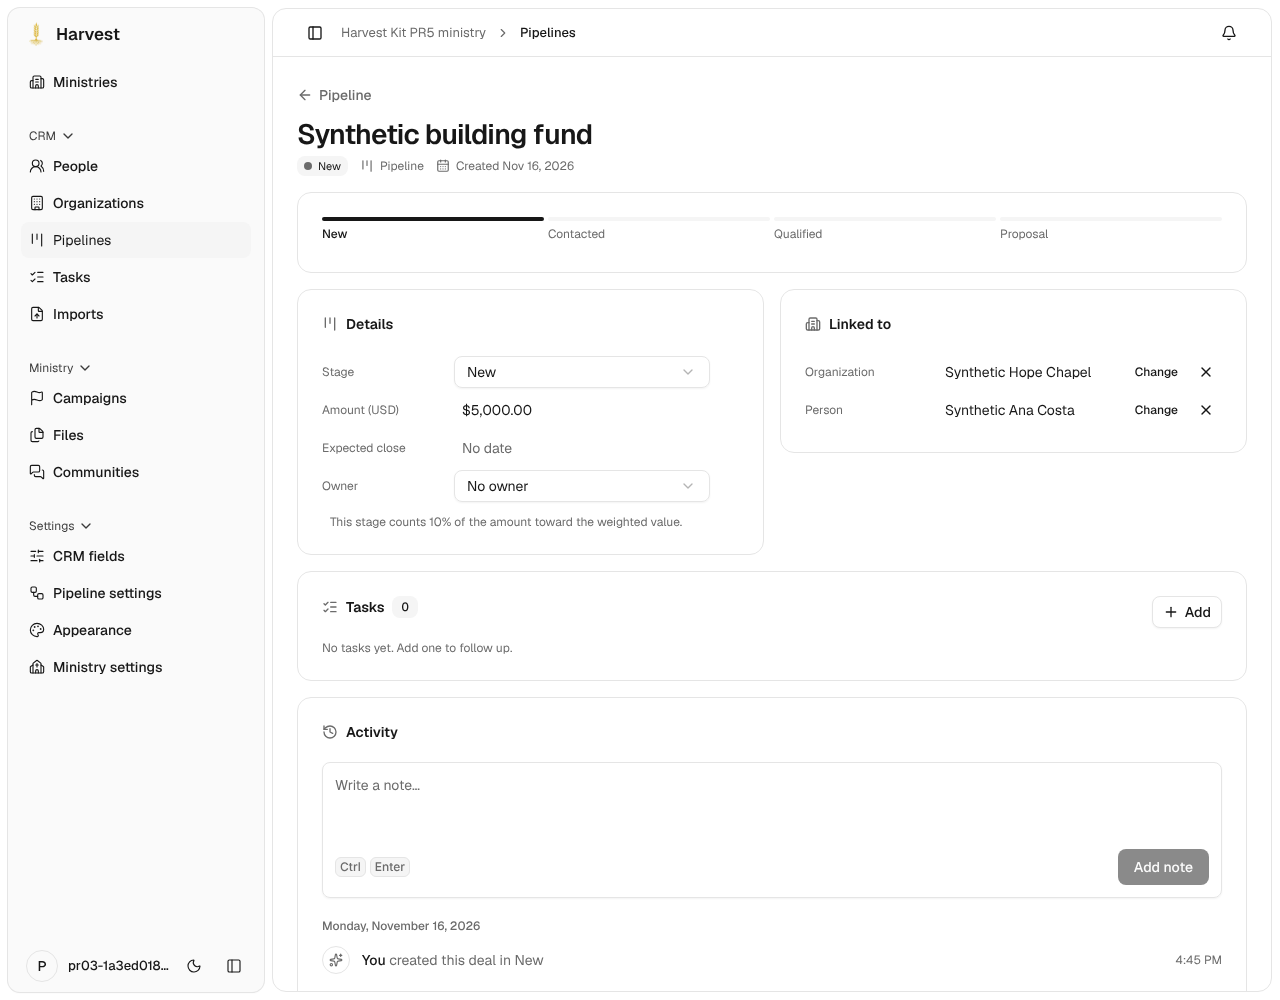 Harvest
Ministries
CRM
People
Organizations
Pipelines
Tasks
Imports
Ministry
Campaigns
Files
Communities
Settings
CRM fields
Pipeline settings
Appearance
Ministry settings
P pr03-1a3ed018...
Harvest Kit PR5 ministry > Pipelines
Pipeline
Synthetic building fund
New Pipeline Created Nov 16, 2026
New Contacted Qualified Proposal
Details
Stage New
Amount (USD) $5,000.00
Expected close No date
Owner No owner
This stage counts 10% of the amount toward the weighted value.
Linked to
Organization Synthetic Hope Chapel Change
Person Synthetic Ana Costa Change
Tasks 0 Add
No tasks yet. Add one to follow up.
Activity
Write a note...
Ctrl Enter Add note
Monday, November 16, 2026
You created this deal in New 4:45 PM